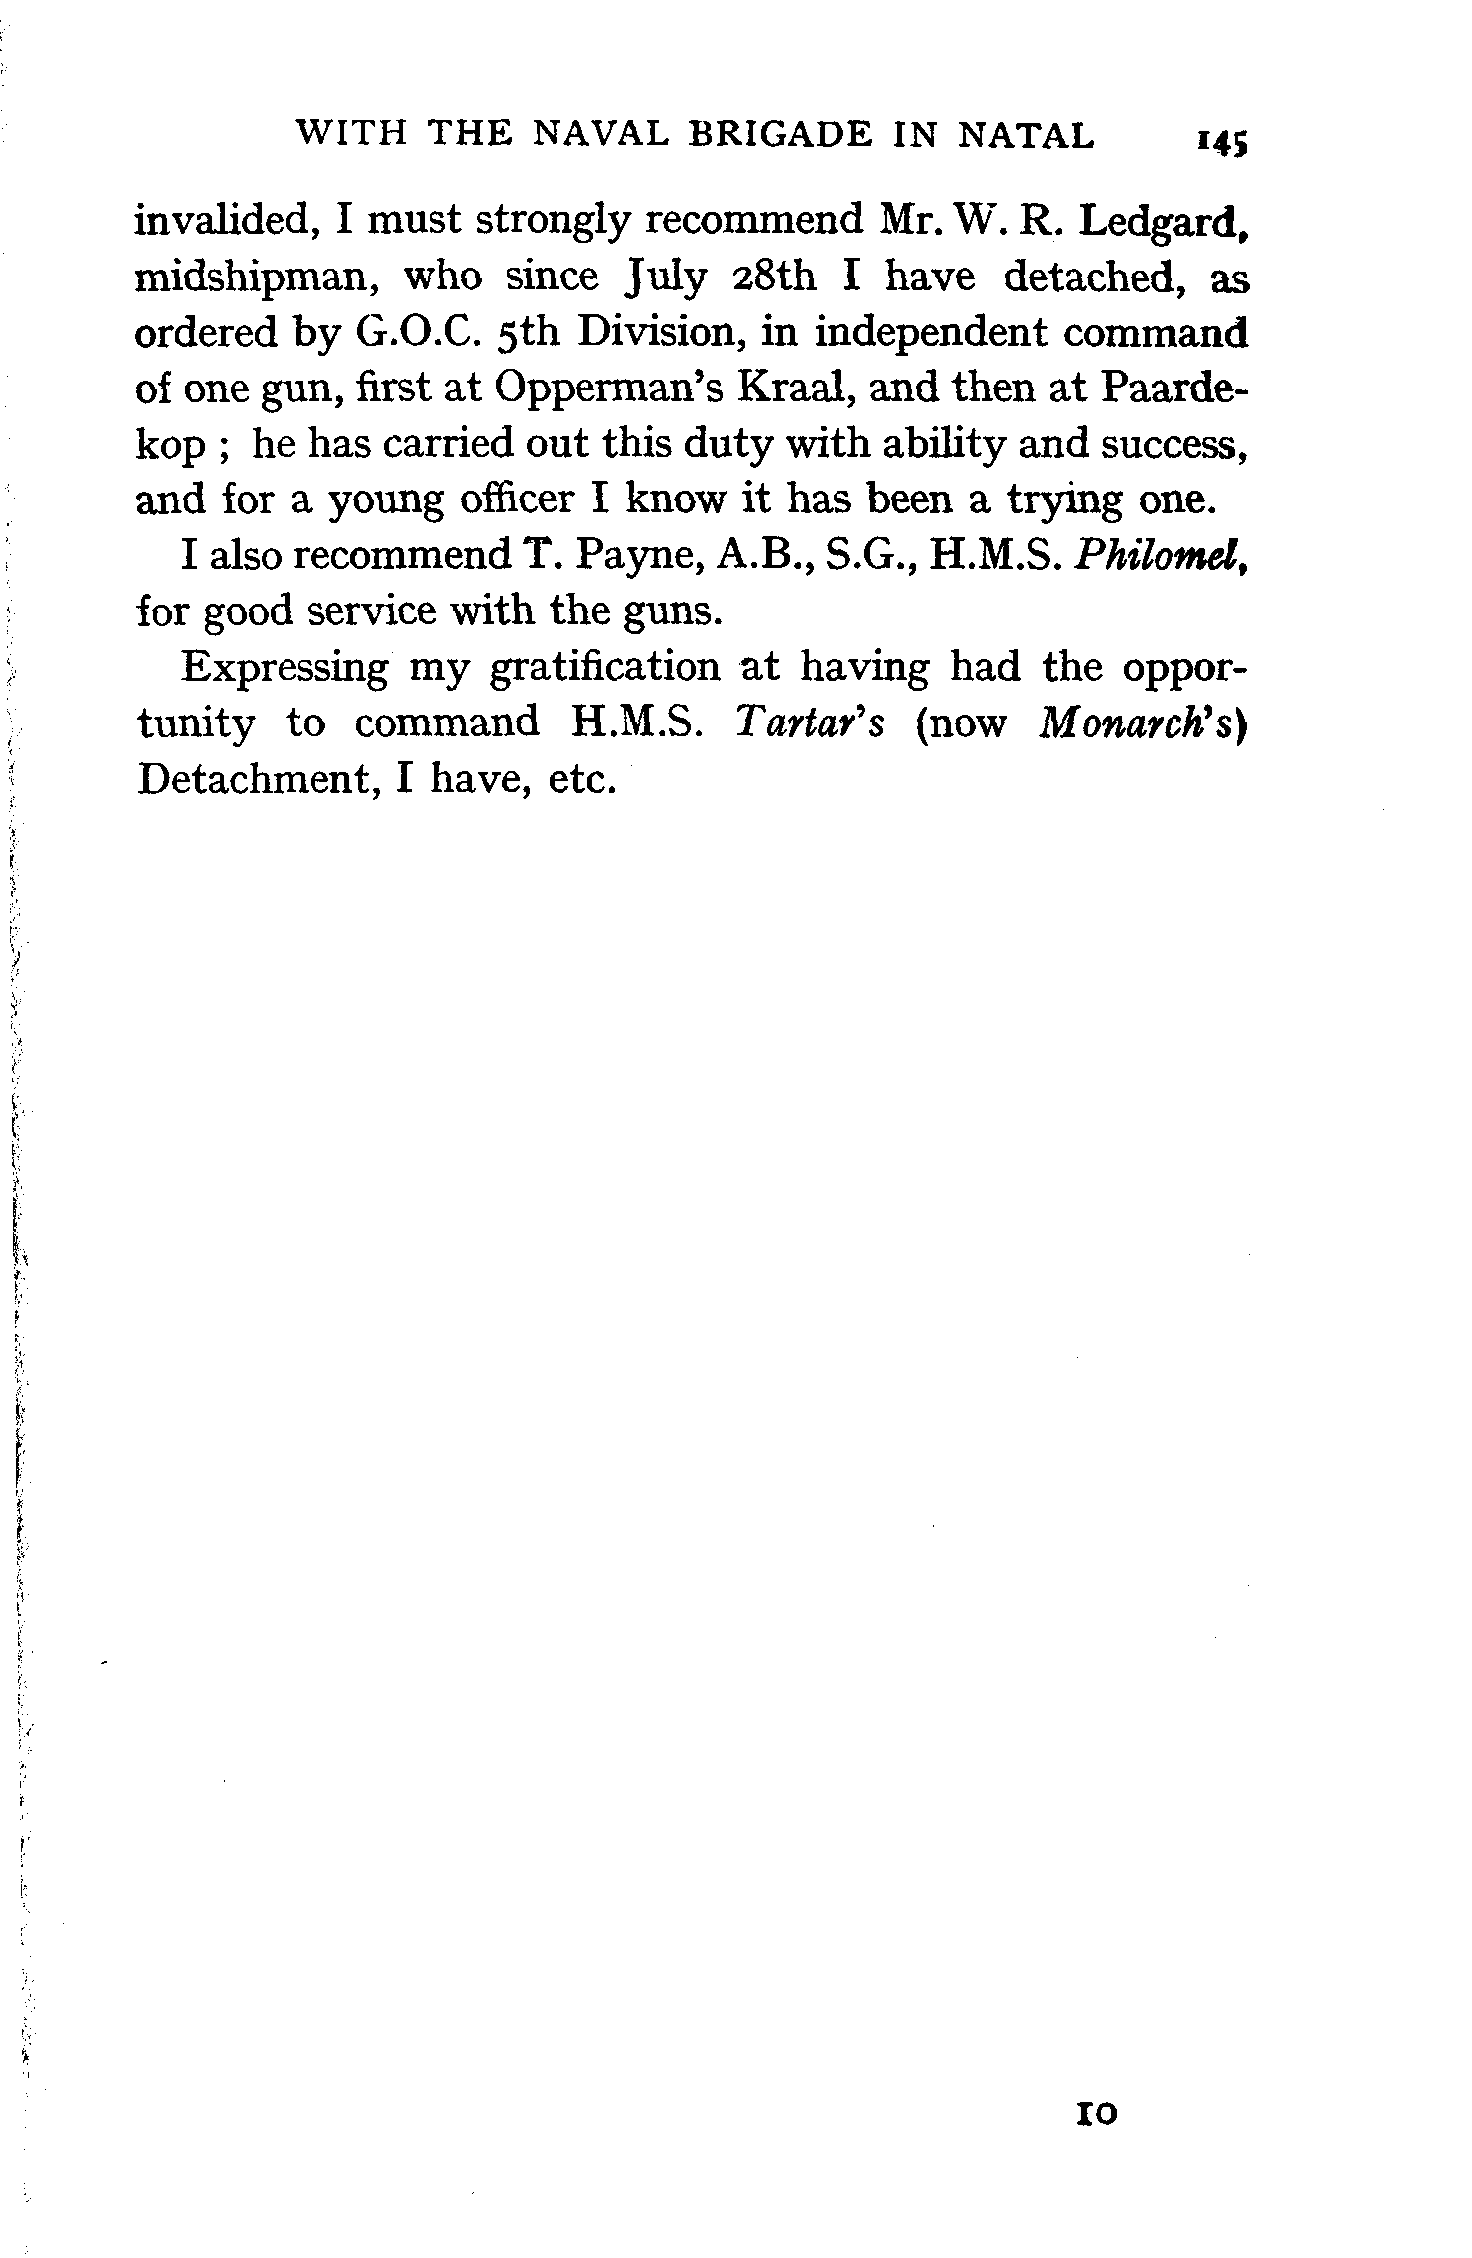 WITH THE NAVAL BRIGADE IN NATAL 145
invalided, I must strongly recommend Mr. W. R. Ledgard,
midshipman, who since July 28th I have detached, as
ordered by G.O.C. 5th Division, in independent command
of one gun, first at Opperman's Kraal, and then at Paarde-
kop ; he has carried out this duty with ability and success,
and for a young officer I know it has been a trying one.
I also recommend T. Payne, A.B., S.G., H.M.S. Philomel,
for good service with the guns.
Expressing my gratification at having had the oppor-
tunity to command H.M.S. Tartar's (now Monarch's)
Detachment, I have, etc.
10